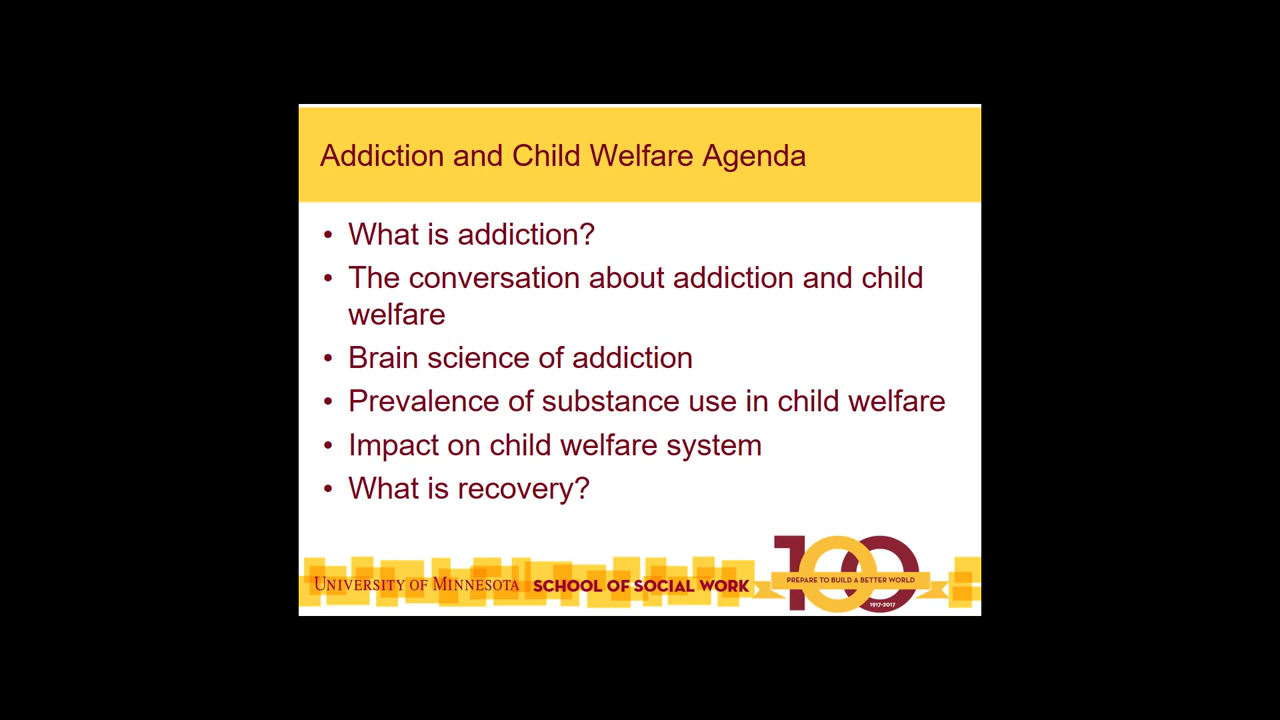 Addiction and Child Welfare Agenda
• What is addiction?
• The conversation about addiction and child
welfare
• Brain science of addiction
• Prevalence of substance use in child welfare
• Impact on child welfare system
• What is recovery?
UNIVERSITY OF MINNESOTA SCHOOL OF SOCIAL WORK
100
PREPARE TO BUILD A BETTER WORLD
1917-2017